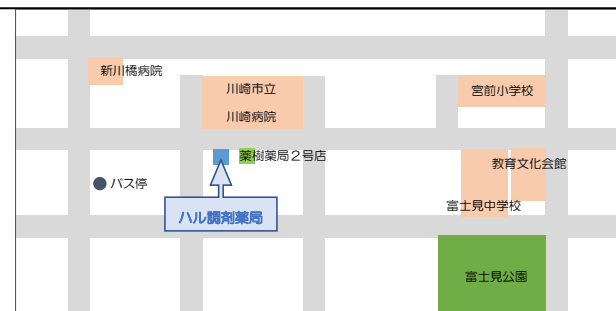 新川橋病院
川崎市立
川崎病院
宮前小学校
薬樹薬局２号店
教育文化会館
バス停
富士見中学校
ハル調剤薬局
富士見公園